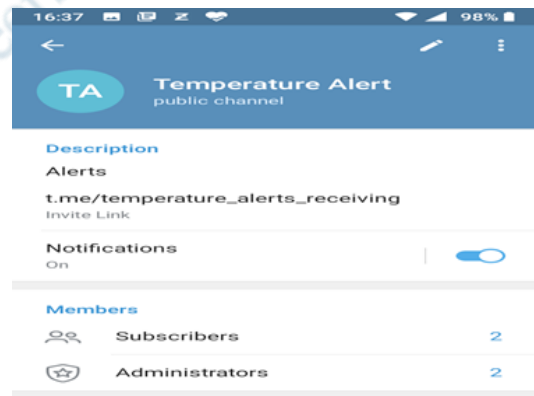 16:37 98%
TA
Temperature Alert
public channel
Description
Alerts
t.me/temperature_alerts_receiving
Invite Link
Notifications
On
Members
Subscribers 2
Administrators 2